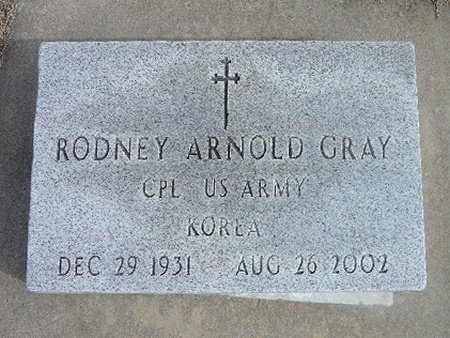 RODNEY ARNOLD GRAY
CPL US ARMY
KOREA
DEC 29 1931 AUG 26 2002